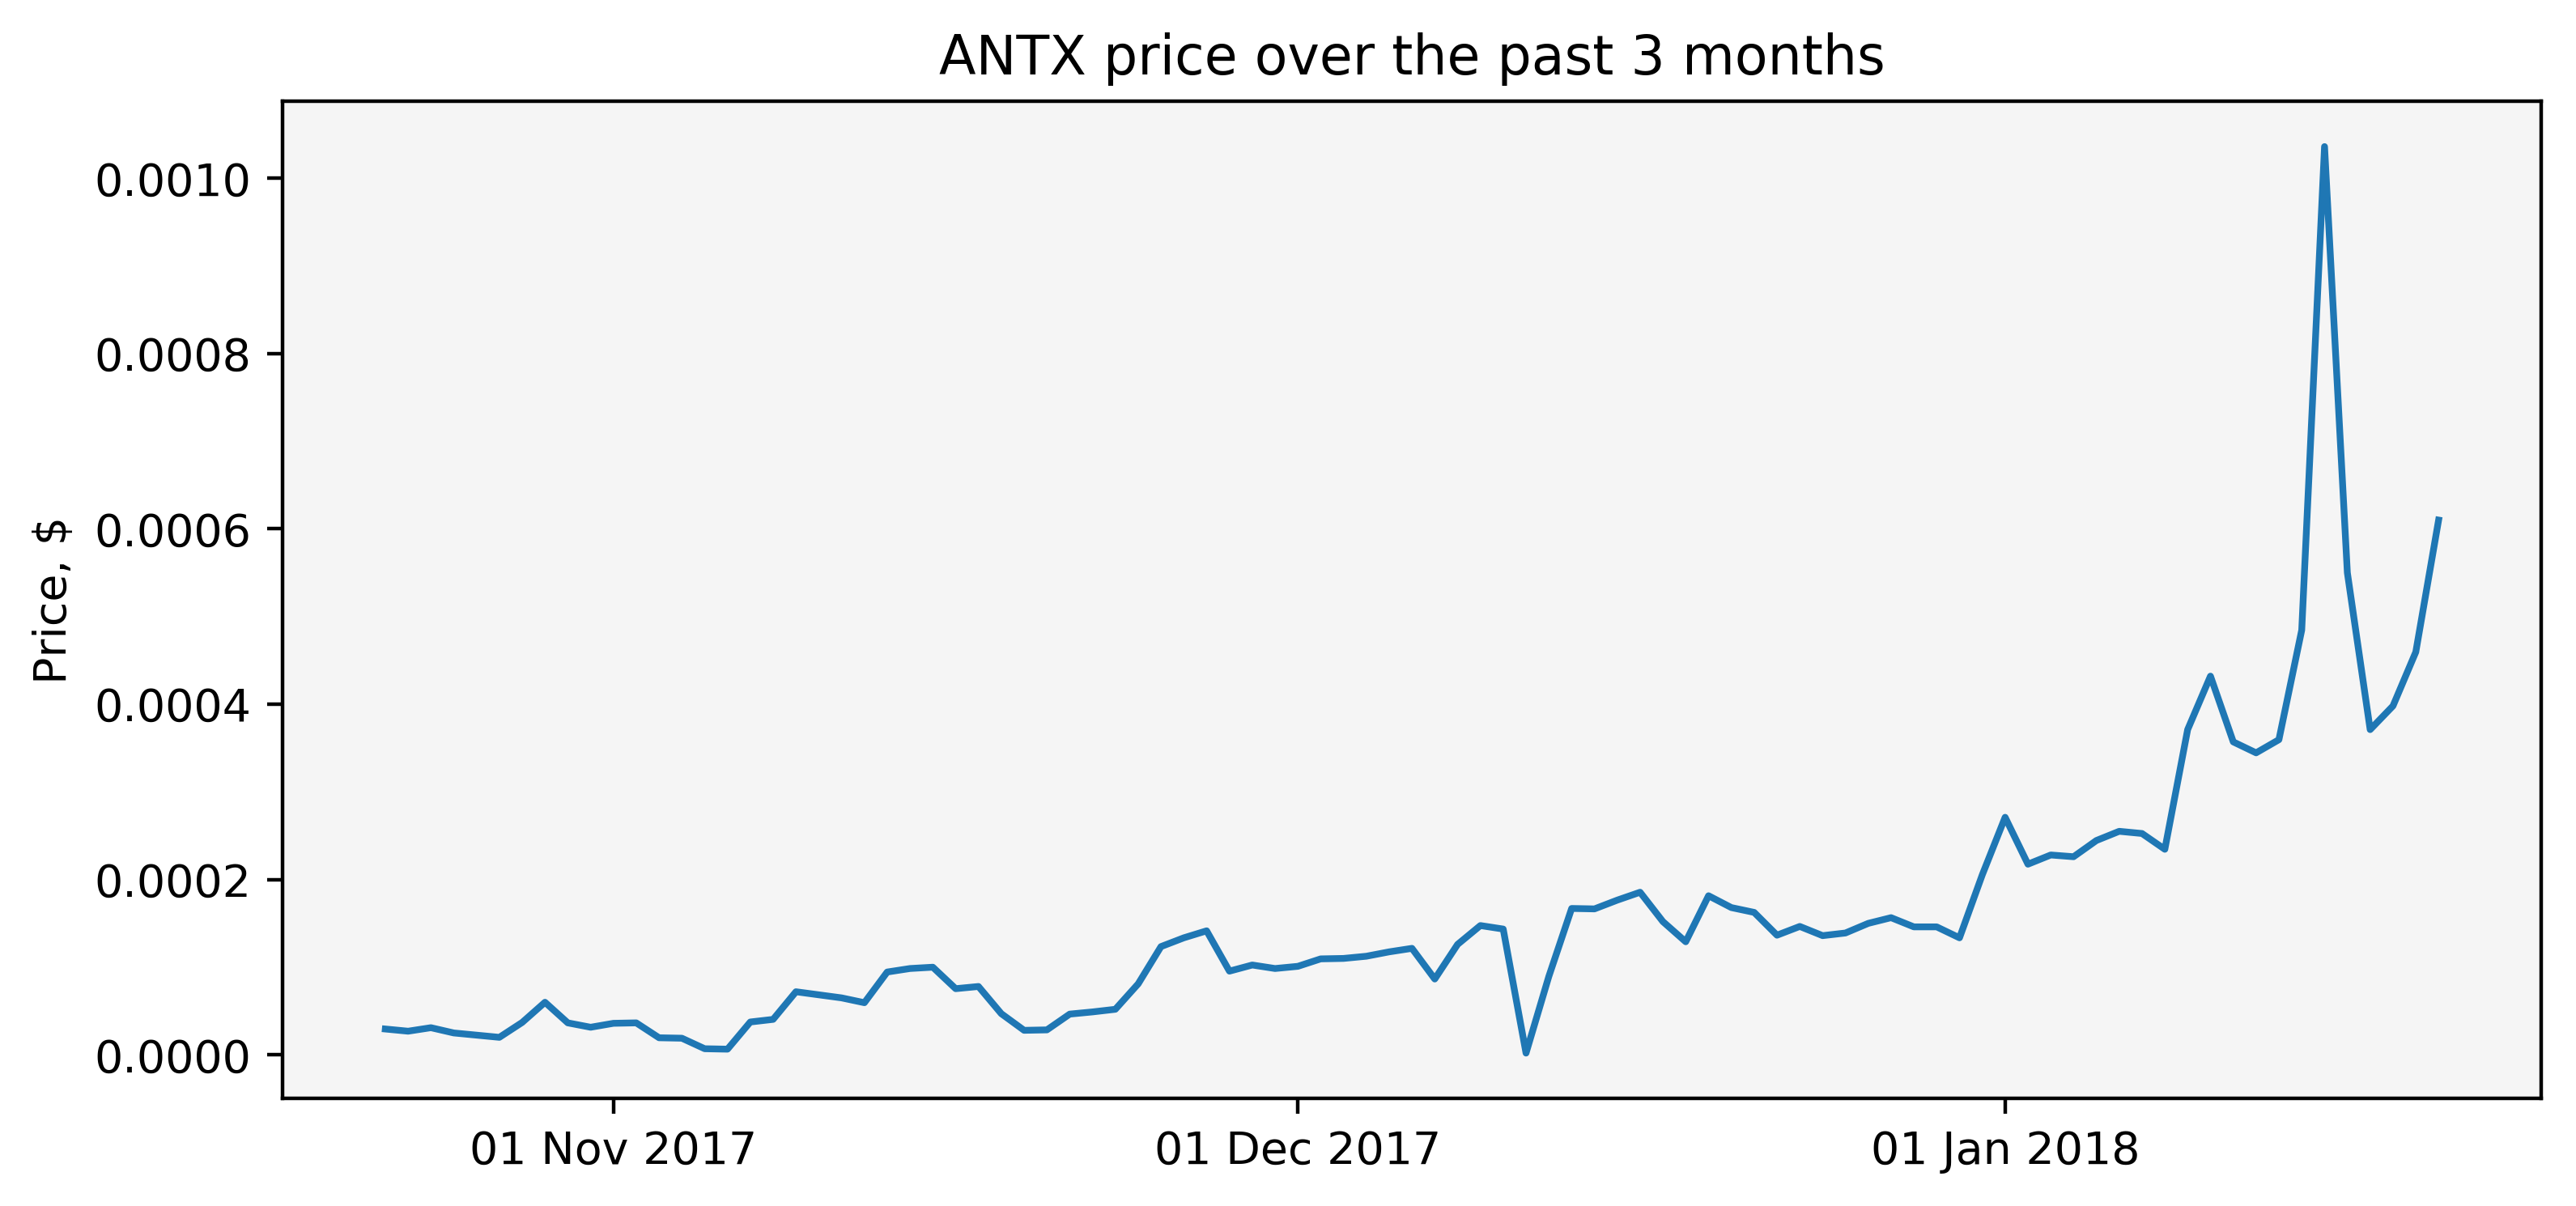 ANTX price over the past 3 months
Price, $
0.0010
0.0008
0.0006
0.0004
0.0002
0.0000
01 Nov 2017
01 Dec 2017
01 Jan 2018